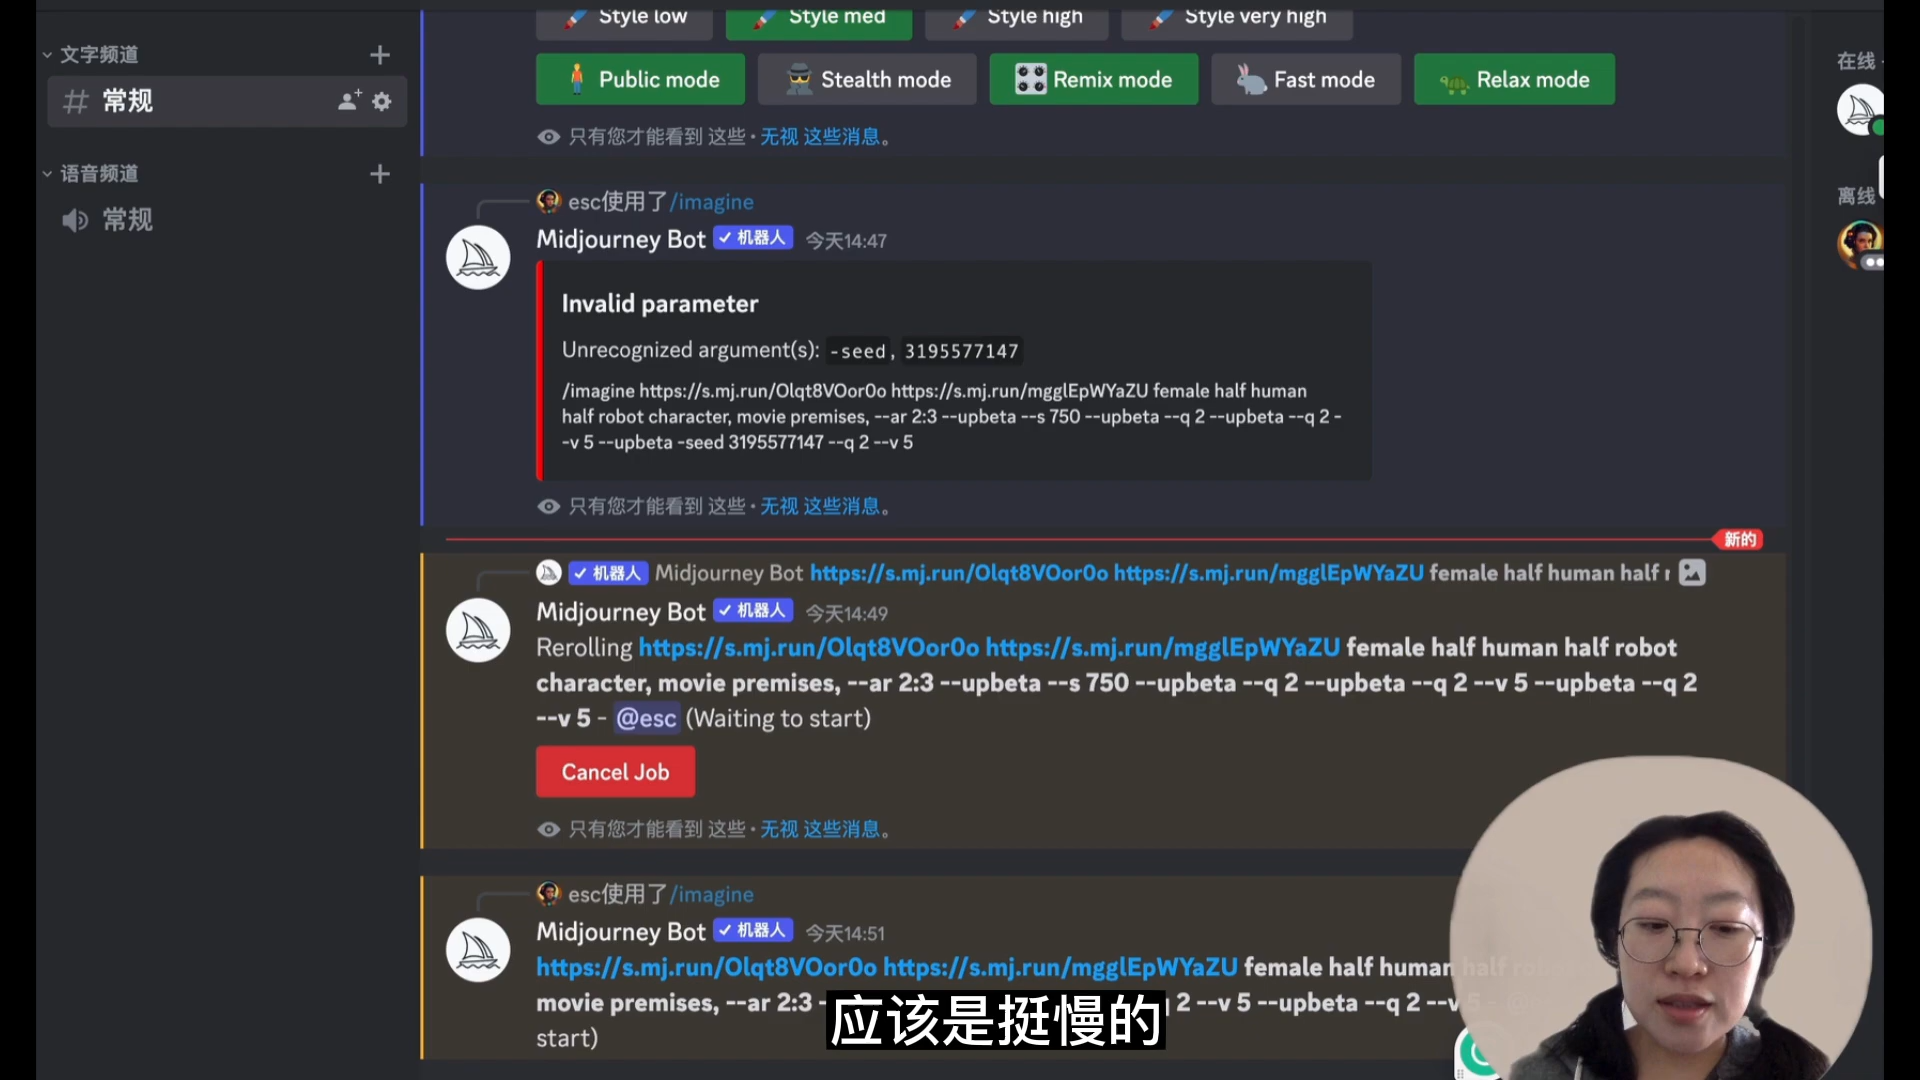 Style low
Style med
Style high
Style very high
文字频道
在线
Public mode
Stealth mode
Remix mode
Fast mode
Relax mode
常规
只有您才能看到 这些 • 无视 这些消息。
语音频道
离线
esc使用了/imagine
常规
Midjourney Bot 机器人 今天14:47
Invalid parameter
Unrecognized argument(s): -seed, 3195577147
/imagine https://s.mj.run/Olqt8VOor0o https://s.mj.run/mgglEpWYaZU female half human
half robot character, movie premises, --ar 2:3 --upbeta --s 750 --upbeta --q 2 --upbeta --q 2 -
-v 5 --upbeta -seed 3195577147 --q 2 --v 5
只有您才能看到 这些 • 无视 这些消息。
新的
机器人 Midjourney Bot https://s.mj.run/Olqt8VOor0o https://s.mj.run/mgglEpWYaZU female half human half r
Midjourney Bot 机器人 今天14:49
Rerolling https://s.mj.run/Olqt8VOor0o https://s.mj.run/mgglEpWYaZU female half human half robot
character, movie premises, --ar 2:3 --upbeta --s 750 --upbeta --q 2 --upbeta --q 2 --v 5 --upbeta --q 2
--v 5 - @esc (Waiting to start)
Cancel Job
只有您才能看到 这些 • 无视 这些消息。
esc使用了/imagine
Midjourney Bot 机器人 今天14:51
https://s.mj.run/Olqt8VOor0o https://s.mj.run/mgglEpWYaZU female half human half
movie premises, --ar 2:3 2 --v 5 --upbeta --q 2 --v 5
start)
应该是挺慢的